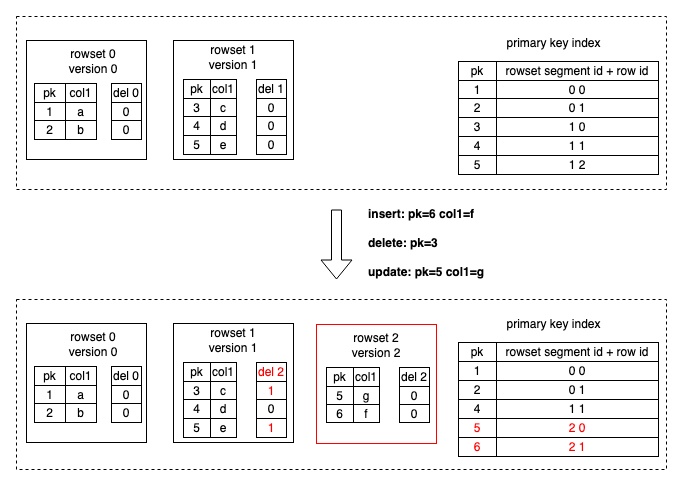 rowset 0
version 0
pk col1 del 0
1 a 0
2 b 0
rowset 1
version 1
pk col1 del 1
3 c 0
4 d 0
5 e 0
primary key index
pk rowset segment id + row id
1 0 0
2 0 1
3 1 0
4 1 1
5 1 2
insert: pk=6 col1=f
delete: pk=3
update: pk=5 col1=g
rowset 0
version 0
pk col1 del 0
1 a 0
2 b 0
rowset 1
version 1
pk col1 del 2
3 c 1
4 d 0
5 e 1
rowset 2
version 2
pk col1 del 2
5 g 0
6 f 0
primary key index
pk rowset segment id + row id
1 0 0
2 0 1
4 1 1
5 2 0
6 2 1